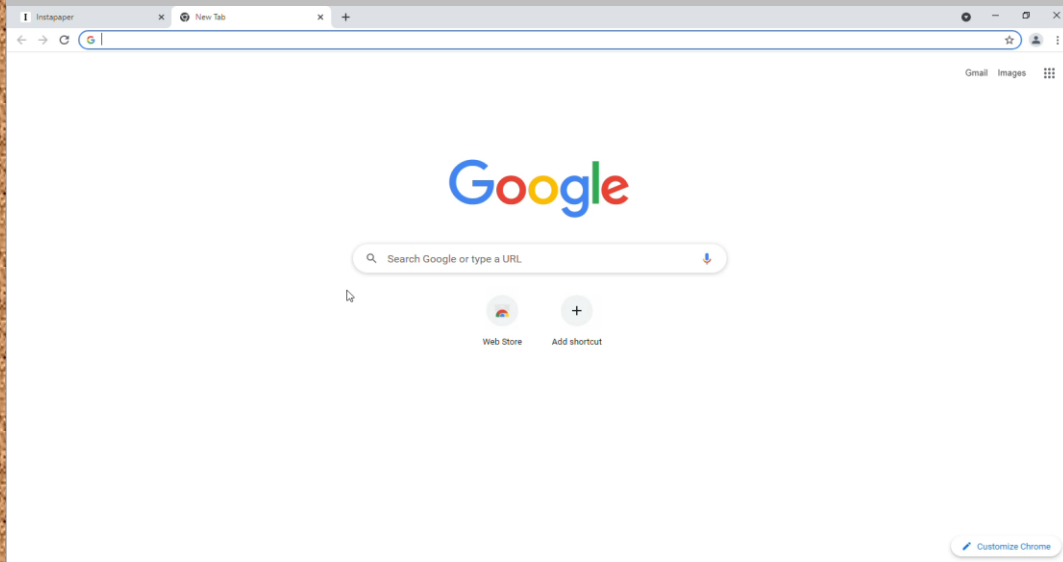 Instapaper
New Tab
Gmail Images
Google
Search Google or type a URL
Web Store
Add shortcut
Customize Chrome